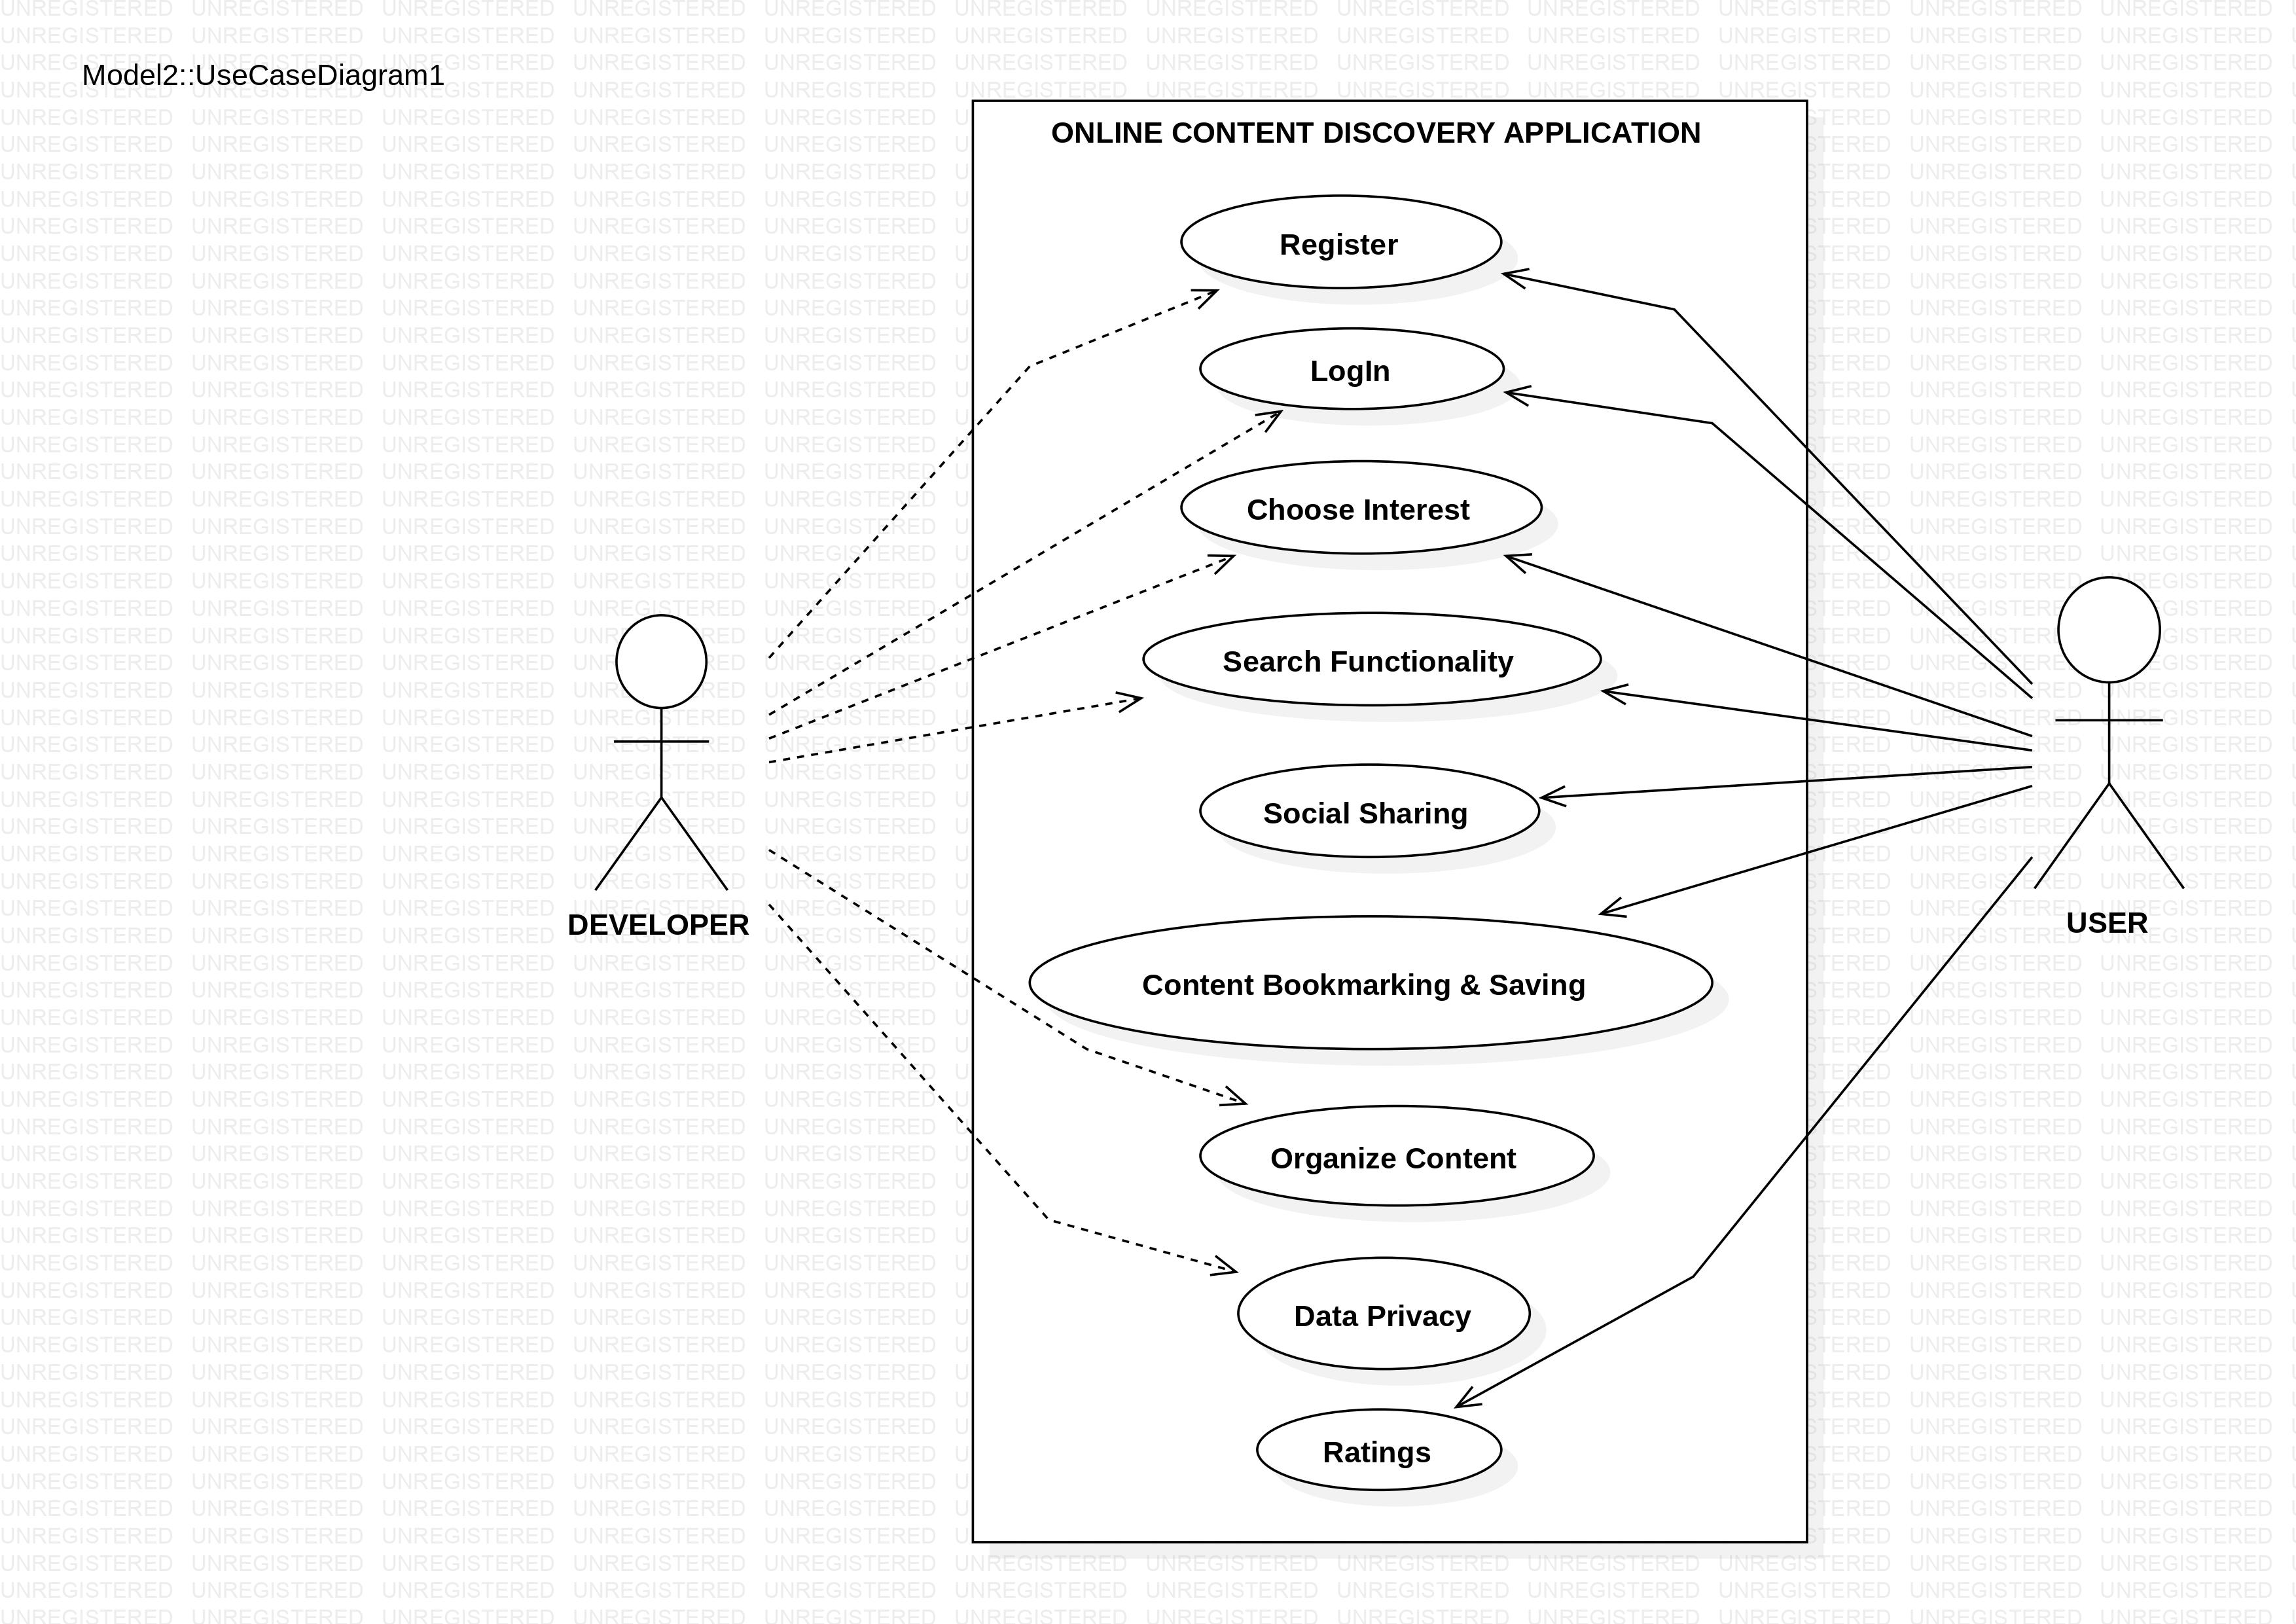 Model2::UseCaseDiagram1
ONLINE CONTENT DISCOVERY APPLICATION
Register
LogIn
Choose Interest
Search Functionality
Social Sharing
Content Bookmarking & Saving
Organize Content
Data Privacy
Ratings
DEVELOPER
USER
UNREGISTERED